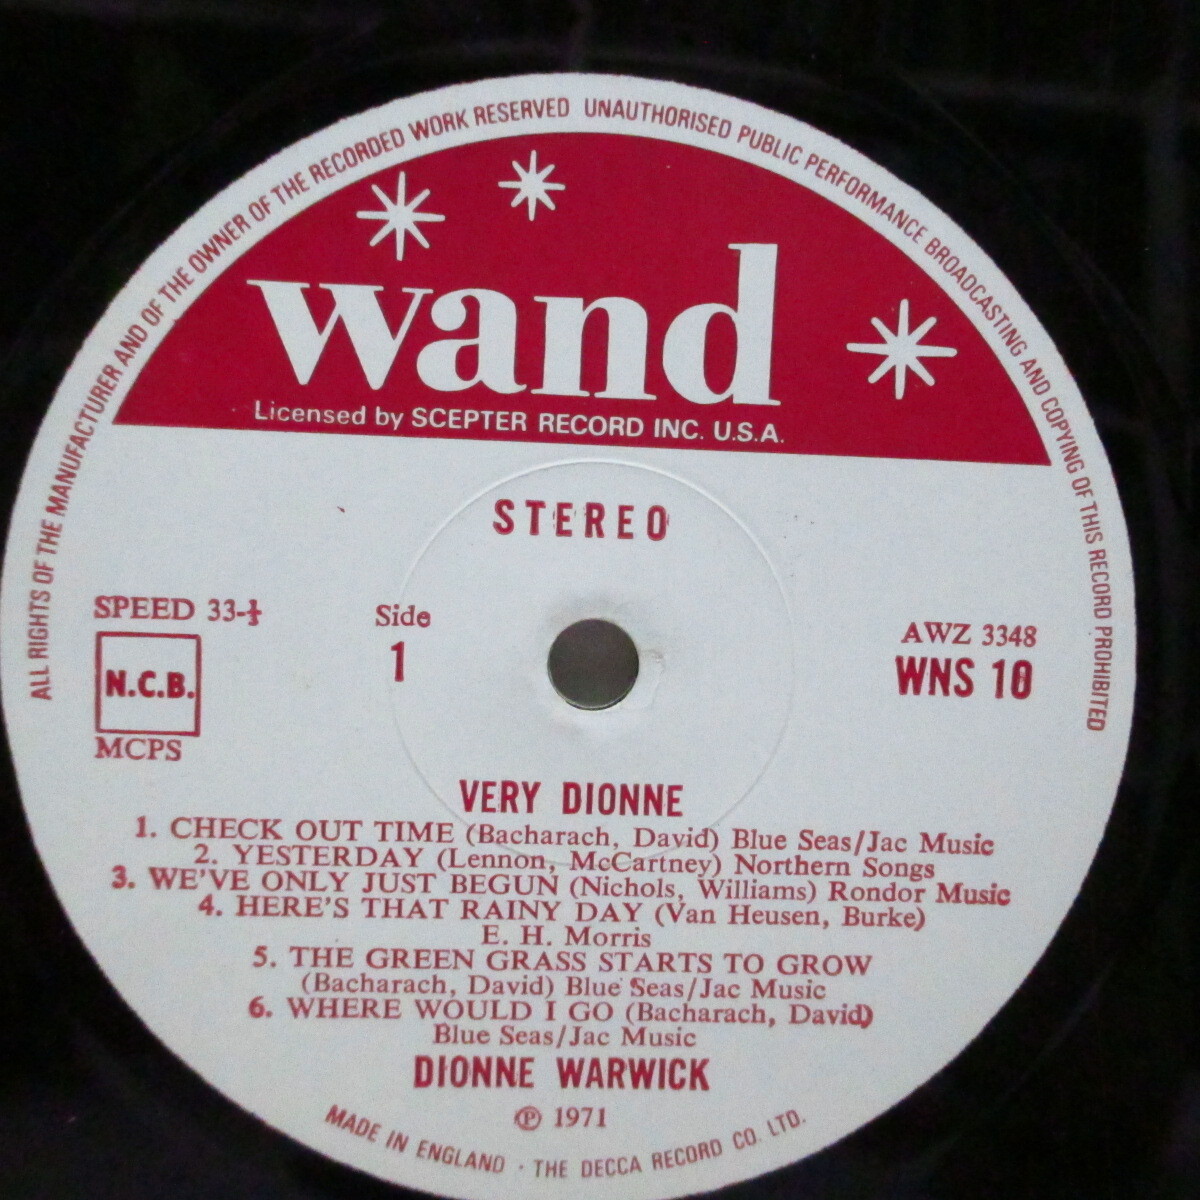 ALL RIGHTS OF THE MANUFACTURER AND OF THE OWNER OF THE RECORDED WORK RESERVED UNAUTHORISED PUBLIC PERFORMANCE BROADCASTING AND COPYING OF THIS RECORD PROHIBITED
wand
Licensed by SCEPTER RECORD INC. U.S.A.
STEREO
SPEED 33-⅓
Side
1
AWZ 3348
WNS 10
N.C.B.
MCPS
VERY DIONNE
1. CHECK OUT TIME (Bacharach, David) Blue Seas/Jac Music
2. YESTERDAY (Lennon, McCartney) Northern Songs
3. WE'VE ONLY JUST BEGUN (Nichols, Williams) Rondor Music
4. HERE'S THAT RAINY DAY (Van Heusen, Burke)
E. H. Morris
5. THE GREEN GRASS STARTS TO GROW
(Bacharach, David) Blue Seas/Jac Music
6. WHERE WOULD I GO (Bacharach, David)
Blue Seas/Jac Music
DIONNE WARWICK
℗ 1971
MADE IN ENGLAND · THE DECCA RECORD CO. LTD.